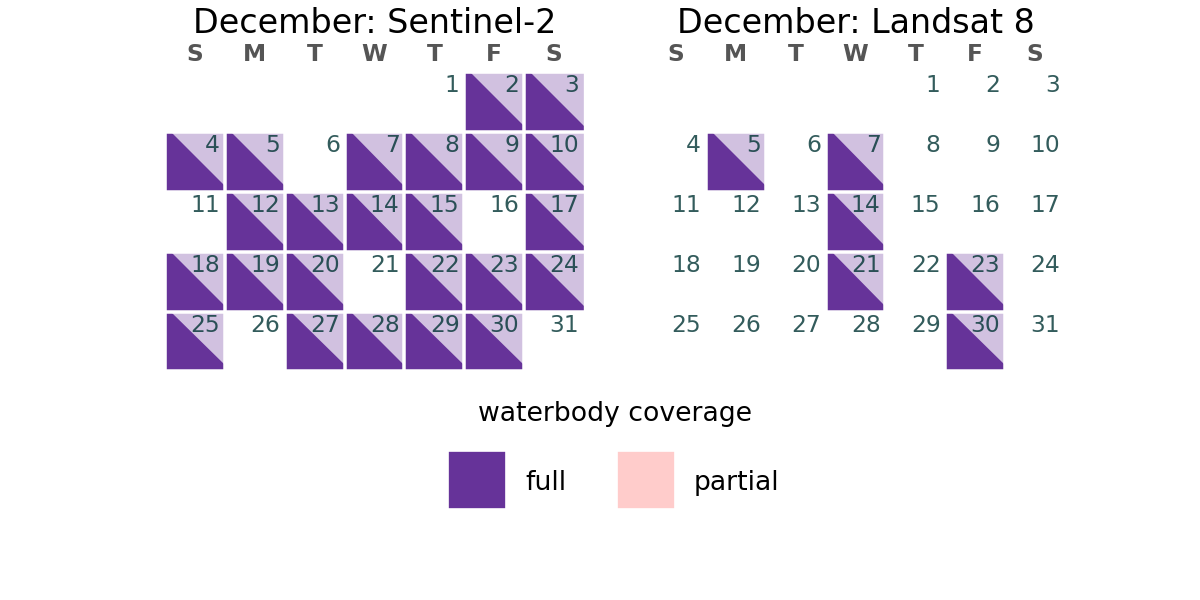 December: Sentinel-2
S M T W T F S
1 2 3
4 5 6 7 8 9 10
11 12 13 14 15 16 17
18 19 20 21 22 23 24
25 26 27 28 29 30 31
December: Landsat 8
S M T W T F S
1 2 3
4 5 6 7 8 9 10
11 12 13 14 15 16 17
18 19 20 21 22 23 24
25 26 27 28 29 30 31
waterbody coverage
full partial